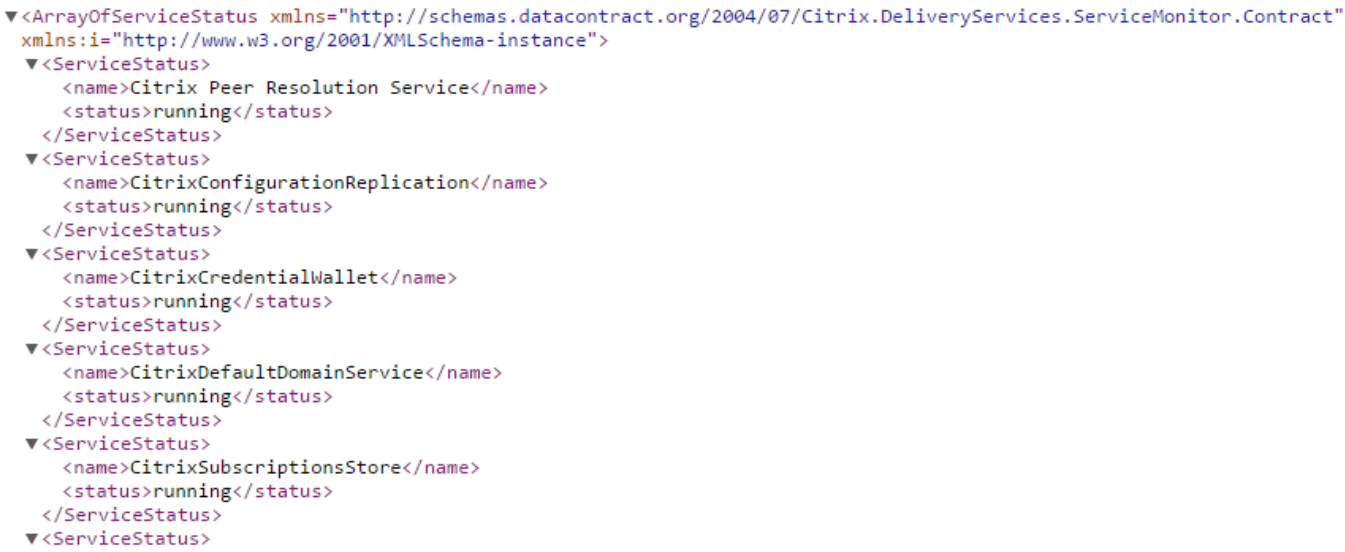 ▼<ArrayOfServiceStatus xmlns="http://schemas.datacontract.org/2004/07/Citrix.DeliveryServices.ServiceMonitor.Contract"
xmlns:i="http://www.w3.org/2001/XMLSchema-instance">
▼<ServiceStatus>
<name>Citrix Peer Resolution Service</name>
<status>running</status>
</ServiceStatus>
▼<ServiceStatus>
<name>CitrixConfigurationReplication</name>
<status>running</status>
</ServiceStatus>
▼<ServiceStatus>
<name>CitrixCredentialWallet</name>
<status>running</status>
</ServiceStatus>
▼<ServiceStatus>
<name>CitrixDefaultDomainService</name>
<status>running</status>
</ServiceStatus>
▼<ServiceStatus>
<name>CitrixSubscriptionsStore</name>
<status>running</status>
</ServiceStatus>
▼<ServiceStatus>